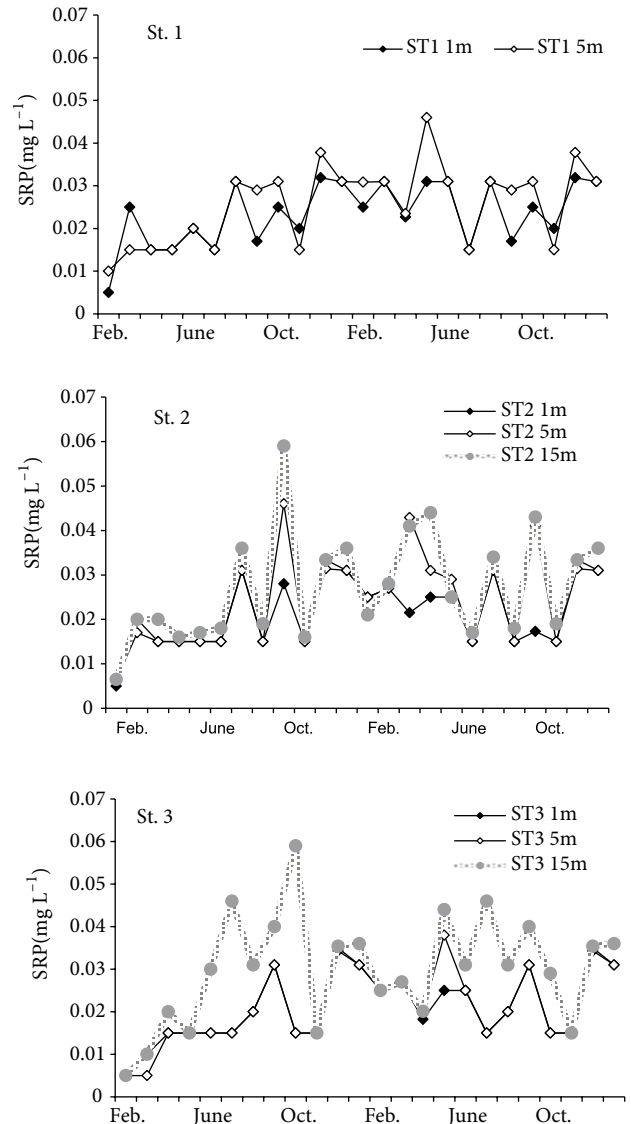 0.07
St. 1
ST1 1m
ST1 5m
0.06
0.05
0.04
0.03
0.02
0.01
0
SRP(mg L⁻¹)
Feb. June Oct. Feb. June Oct.
0.07
St. 2
ST2 1m
ST2 5m
ST2 15m
0.06
0.05
0.04
0.03
0.02
0.01
0
SRP(mg L⁻¹)
Feb. June Oct. Feb. June Oct.
0.07
St. 3
ST3 1m
ST3 5m
ST3 15m
0.06
0.05
0.04
0.03
0.02
0.01
0
SRP(mg L⁻¹)
Feb. June Oct. Feb. June Oct.